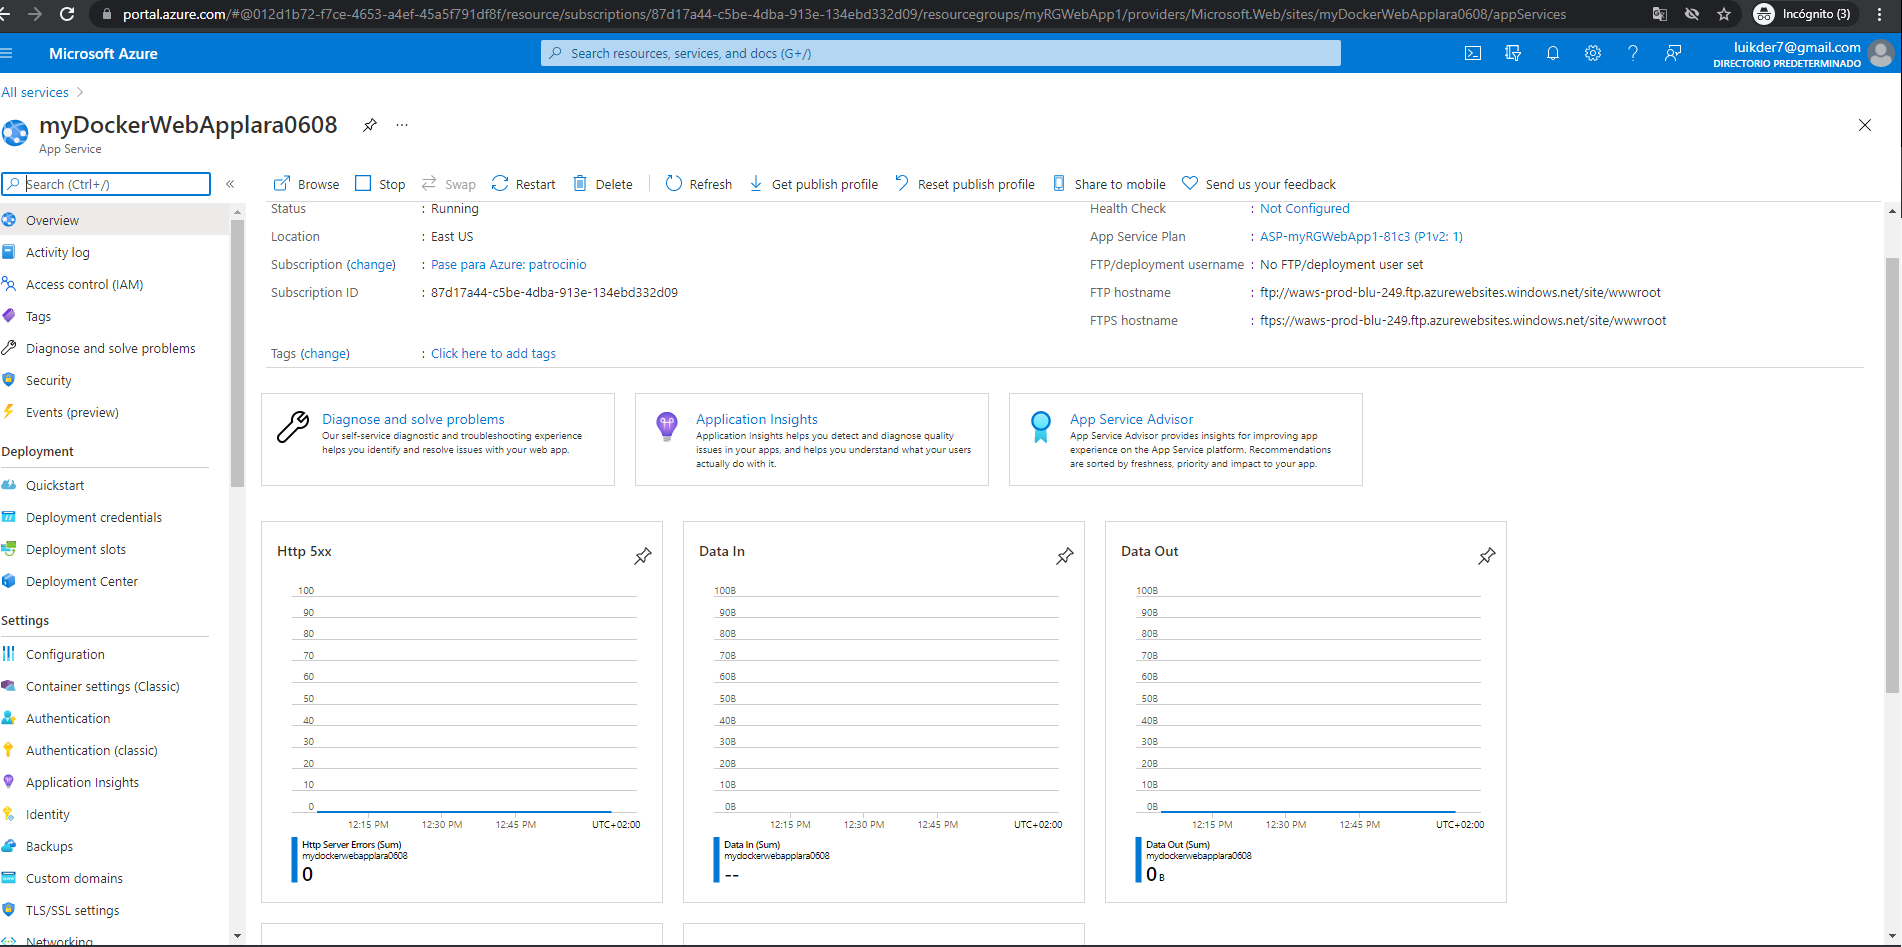 portal.azure.com/#@012d1b72-f7ce-4653-a4ef-45a5f791df8f/resource/subscriptions/87d17a44-c5be-4dba-913e-134ebd332d09/resourcegroups/myRGWebApp1/providers/Microsoft.Web/sites/myDockerWebApplara0608/appServices
Incógnito (3)
Microsoft Azure
Search resources, services, and docs (G+/)
luikder7@gmail.com
DIRECTORIO PREDETERMINADO
All services
myDockerWebApplara0608
App Service
Search (Ctrl+/)
Browse Stop Swap Restart Delete Refresh Get publish profile Reset publish profile Share to mobile Send us your feedback
Overview
Activity log
Access control (IAM)
Tags
Diagnose and solve problems
Security
Events (preview)
Deployment
Quickstart
Deployment credentials
Deployment slots
Deployment Center
Settings
Configuration
Container settings (Classic)
Authentication
Authentication (classic)
Application Insights
Identity
Backups
Custom domains
TLS/SSL settings
Networking
Status : Running
Location : East US
Subscription (change) : Pase para Azure: patrocinio
Subscription ID : 87d17a44-c5be-4dba-913e-134ebd332d09
Tags (change) : Click here to add tags
Health Check : Not Configured
App Service Plan : ASP-myRGWebApp1-81c3 (P1v2: 1)
FTP/deployment username : No FTP/deployment user set
FTP hostname : ftp://waws-prod-blu-249.ftp.azurewebsites.windows.net/site/wwwroot
FTPS hostname : ftps://waws-prod-blu-249.ftp.azurewebsites.windows.net/site/wwwroot
Diagnose and solve problems
Our self-service diagnostic and troubleshooting experience
helps you identify and resolve issues with your web app.
Application Insights
Application Insights helps you detect and diagnose quality
issues in your apps, and helps you understand what your users
actually do with it.
App Service Advisor
App Service Advisor provides insights for improving app
experience on the App Service platform. Recommendations
are sorted by freshness, priority and impact to your app.
Http 5xx
100
90
80
70
60
50
40
30
20
10
0
12:15 PM 12:30 PM 12:45 PM UTC+02:00
Http Server Errors (Sum)
mydockerwebapplara0608
0
Data In
100B
90B
80B
70B
60B
50B
40B
30B
20B
10B
0B
12:15 PM 12:30 PM 12:45 PM UTC+02:00
Data In (Sum)
mydockerwebapplara0608
--
Data Out
100B
90B
80B
70B
60B
50B
40B
30B
20B
10B
0B
12:15 PM 12:30 PM 12:45 PM UTC+02:00
Data Out (Sum)
mydockerwebapplara0608
0 B